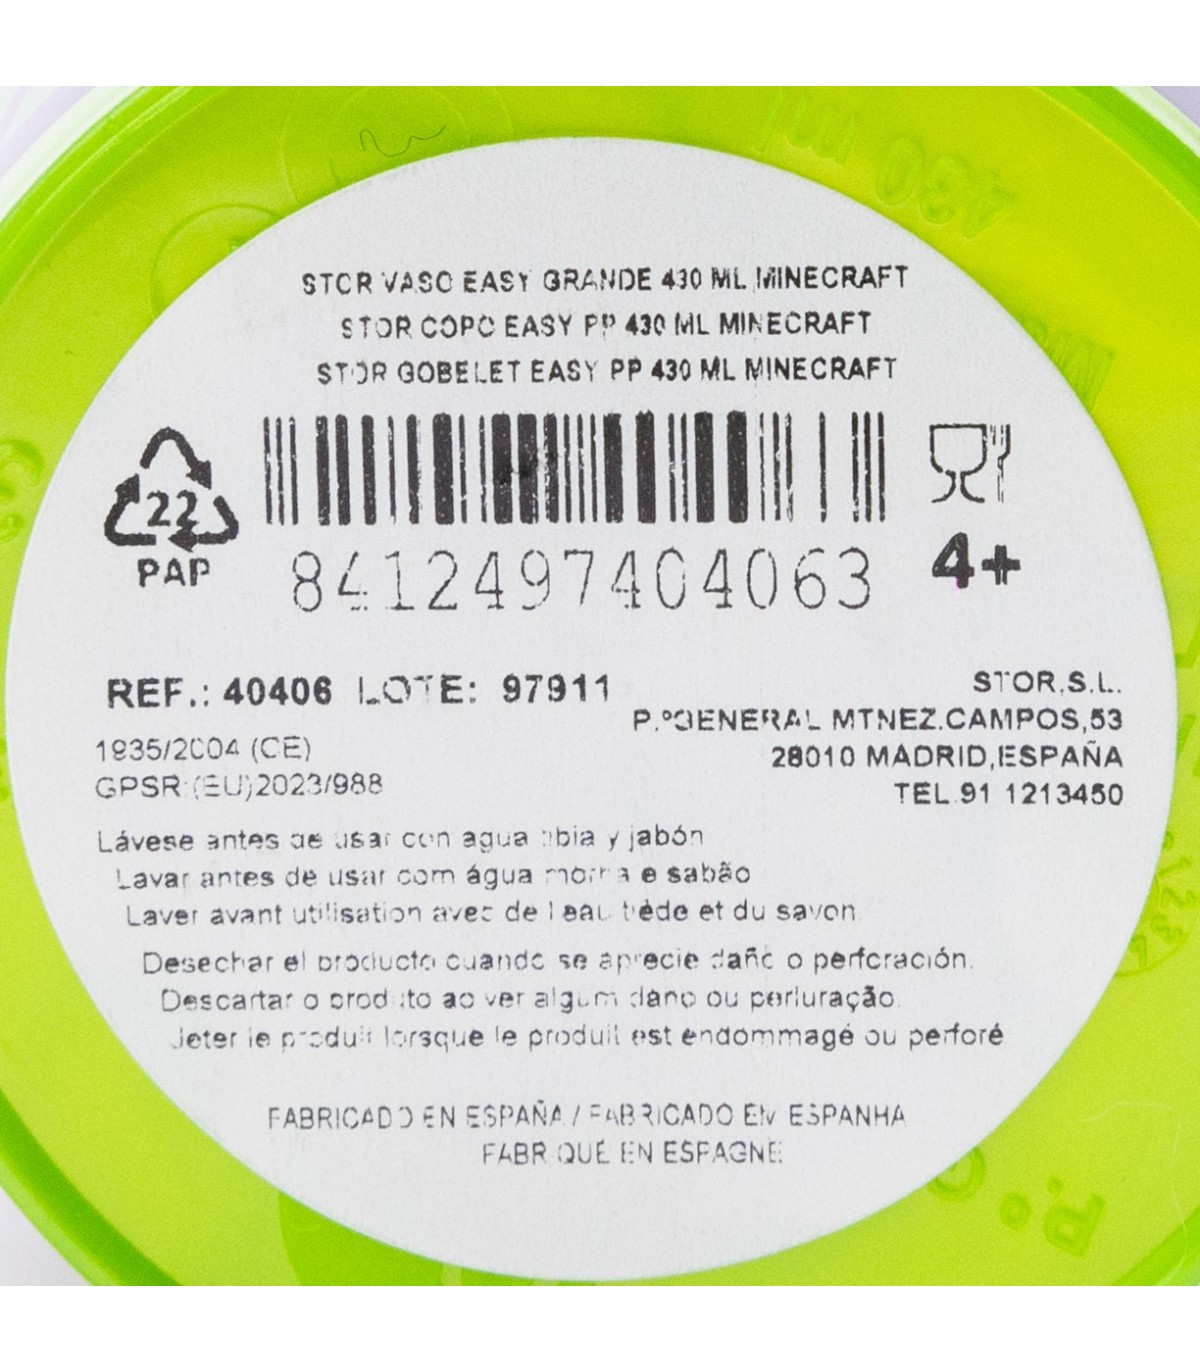 430 ml
STOR VASO EASY GRANDE 430 ML MINECRAFT
STOR COPO EASY PP 430 ML MINECRAFT
STOR GOBELET EASY PP 430 ML MINECRAFT
22
PAP
8412497404063
4+
REF.: 40406 LOTE: 97911
1935/2004 (CE)
GPSR:(EU)2023/988
STOR,S.L.
P.ºGENERAL MTNEZ.CAMPOS,53
28010 MADRID,ESPAÑA
TEL.91 1213450
Lávese antes de usar con agua tibia y jabón
Lavar antes de usar com água morna e sabão
Laver avant utilisation avec de l'eau tiède et du savon
Desechar el producto cuando se aprecie daño o perforación.
Descartar o produto ao ver algum dano ou perfuração
Jeter le produit lorsque le produit est endommagé ou perforé
FABRICADO EN ESPAÑA / FABRICADO EM ESPANHA
FABRIQUÉ EN ESPAGNE
P.º G